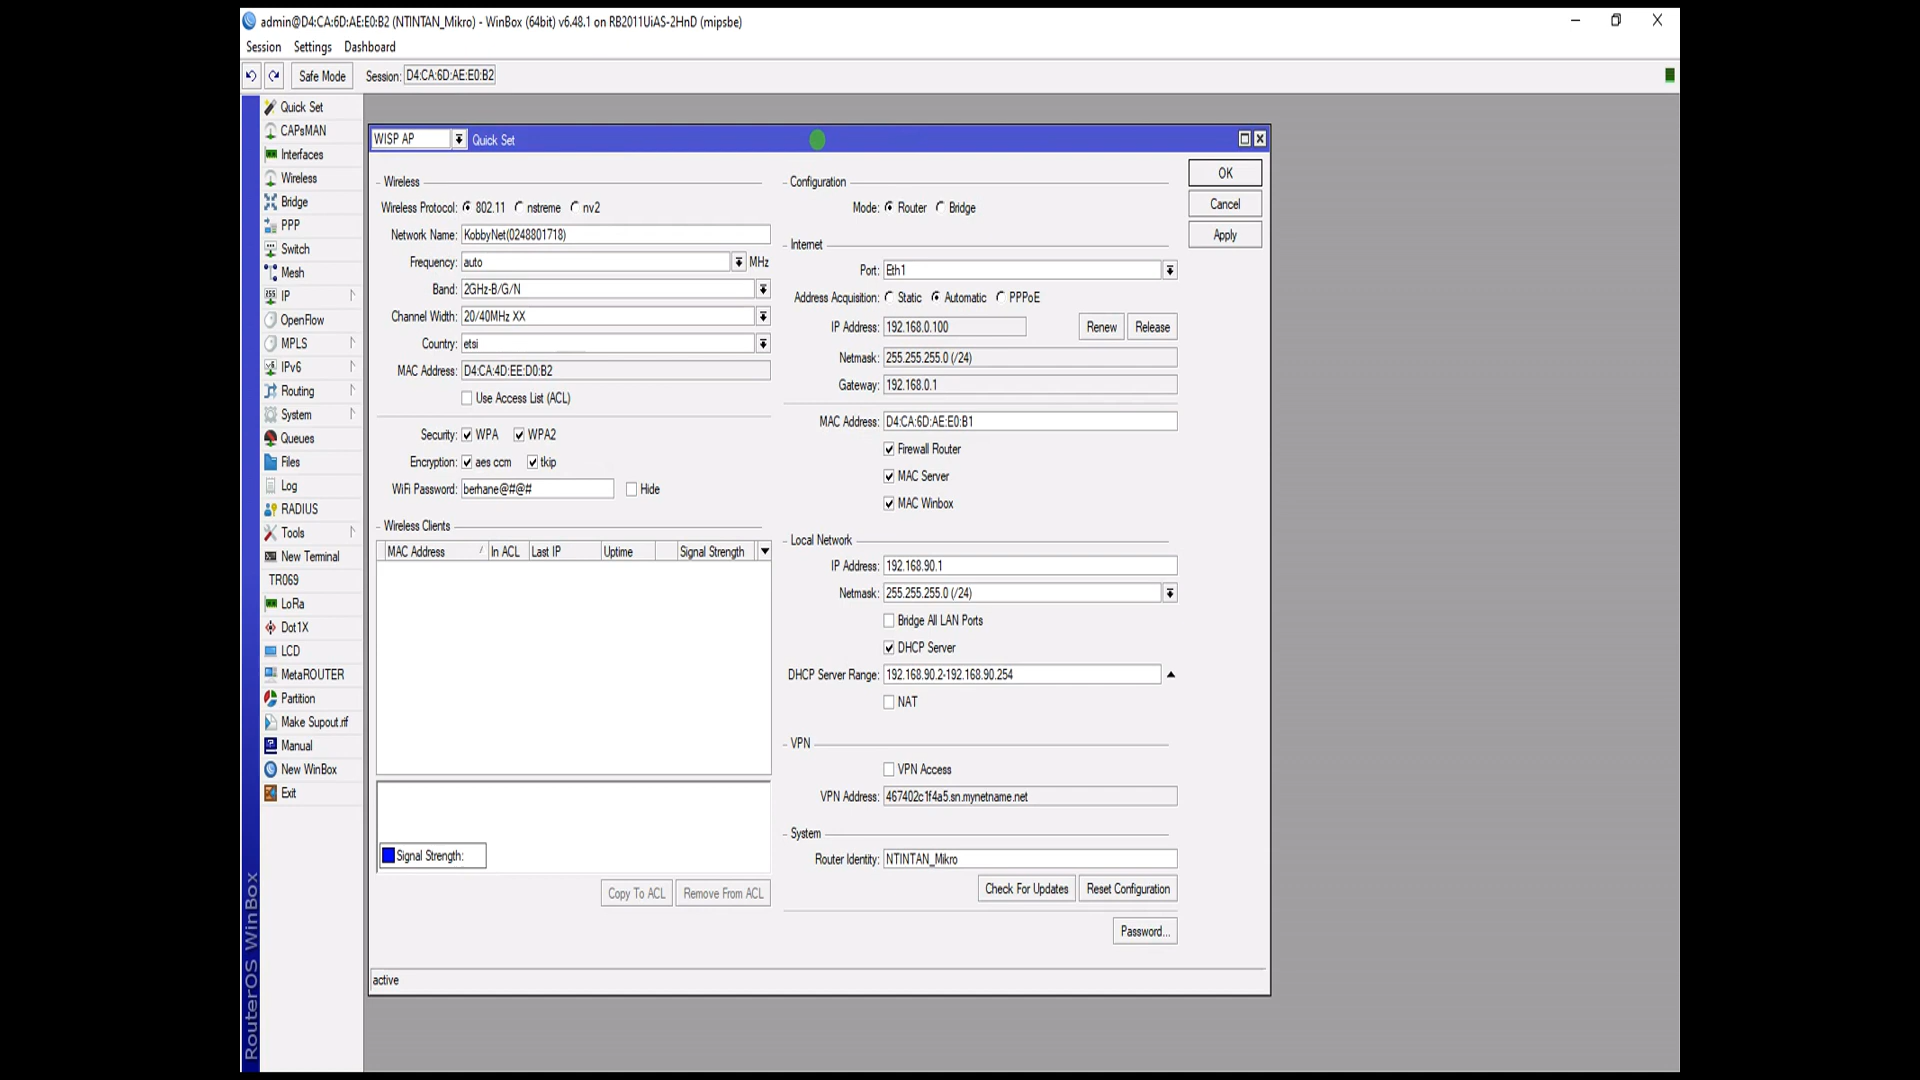 admin@D4:CA:6D:AE:E0:B2 (NTINTAN_Mikro) - WinBox (64bit) v6.48.1 on RB2011UiAS-2HnD (mipsbe)
Session Settings Dashboard
Safe Mode Session: D4:CA:6D:AE:E0:B2
Quick Set
CAPsMAN
Interfaces
Wireless
Bridge
PPP
Switch
Mesh
IP
OpenFlow
MPLS
IPv6
Routing
System
Queues
Files
Log
RADIUS
Tools
New Terminal
TR069
LoRa
Dot1X
LCD
MetaROUTER
Partition
Make Supout.rif
Manual
New WinBox
Exit
RouterOS WinBox
WISP AP Quick Set
Wireless
Wireless Protocol: 802.11 nstreme nv2
Network Name: KobbyNet(0248801718)
Frequency: auto MHz
Band: 2GHz-B/G/N
Channel Width: 20/40MHz XX
Country: etsi
MAC Address: D4:CA:4D:EE:D0:B2
Use Access List (ACL)
Security: WPA WPA2
Encryption: aes ccm tkip
WiFi Password: berhane@#@# Hide
Wireless Clients
MAC Address In ACL Last IP Uptime Signal Strength
Signal Strength:
Copy To ACL Remove From ACL
Configuration
Mode: Router Bridge
Internet
Port: Eth1
Address Acquisition: Static Automatic PPPoE
IP Address: 192.168.0.100 Renew Release
Netmask: 255.255.255.0 (/24)
Gateway: 192.168.0.1
MAC Address: D4:CA:6D:AE:E0:B1
Firewall Router
MAC Server
MAC Winbox
Local Network
IP Address: 192.168.90.1
Netmask: 255.255.255.0 (/24)
Bridge All LAN Ports
DHCP Server
DHCP Server Range: 192.168.90.2-192.168.90.254
NAT
VPN
VPN Access
VPN Address: 467402c1f4a5.sn.mynetname.net
System
Router Identity: NTINTAN_Mikro
Check For Updates Reset Configuration
Password...
OK
Cancel
Apply
active